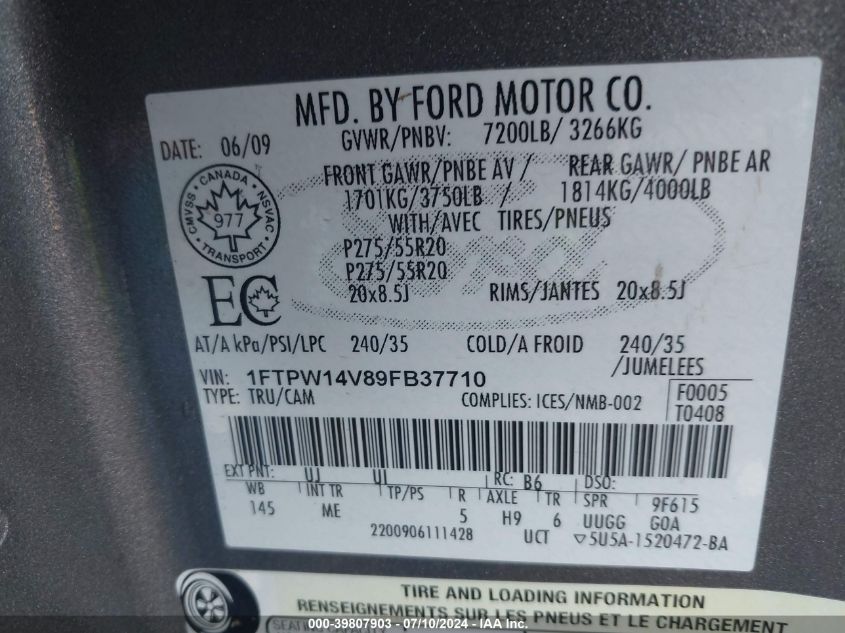 MFD. BY FORD MOTOR CO.
DATE: 06/09 GVWR/PNBV: 7200LB/ 3266KG
FRONT GAWR/PNBE AV / REAR GAWR/ PNBE AR
1701KG/3750LB / 1814KG/4000LB
WITH/AVEC TIRES/PNEUS
CANADA CMVSS NSVAC TRANSPORT
977
P275/55R20
P275/55R20
EC 20x8.5J RIMS/JANTES 20x8.5J
AT/A kPa/PSI/LPC 240/35 COLD/A FROID 240/35
/JUMELEES
VIN: 1FTPW14V89FB37710
TYPE: TRU/CAM COMPLIES: ICES/NMB-002
F0005
T0408
EXT PNT: UJ UJ RC: B6 DSO:
WB INT TR TP/PS R AXLE TR SPR 9F615
145 ME 5 H9 6 UUGG GOA
2200906111428 UCT ▽5U5A-1520472-BA
TIRE AND LOADING INFORMATION
RENSEIGNEMENTS SUR LES PNEUS ET LE CHARGEMENT
000-39807903 - 07/10/2024 - IAA Inc.